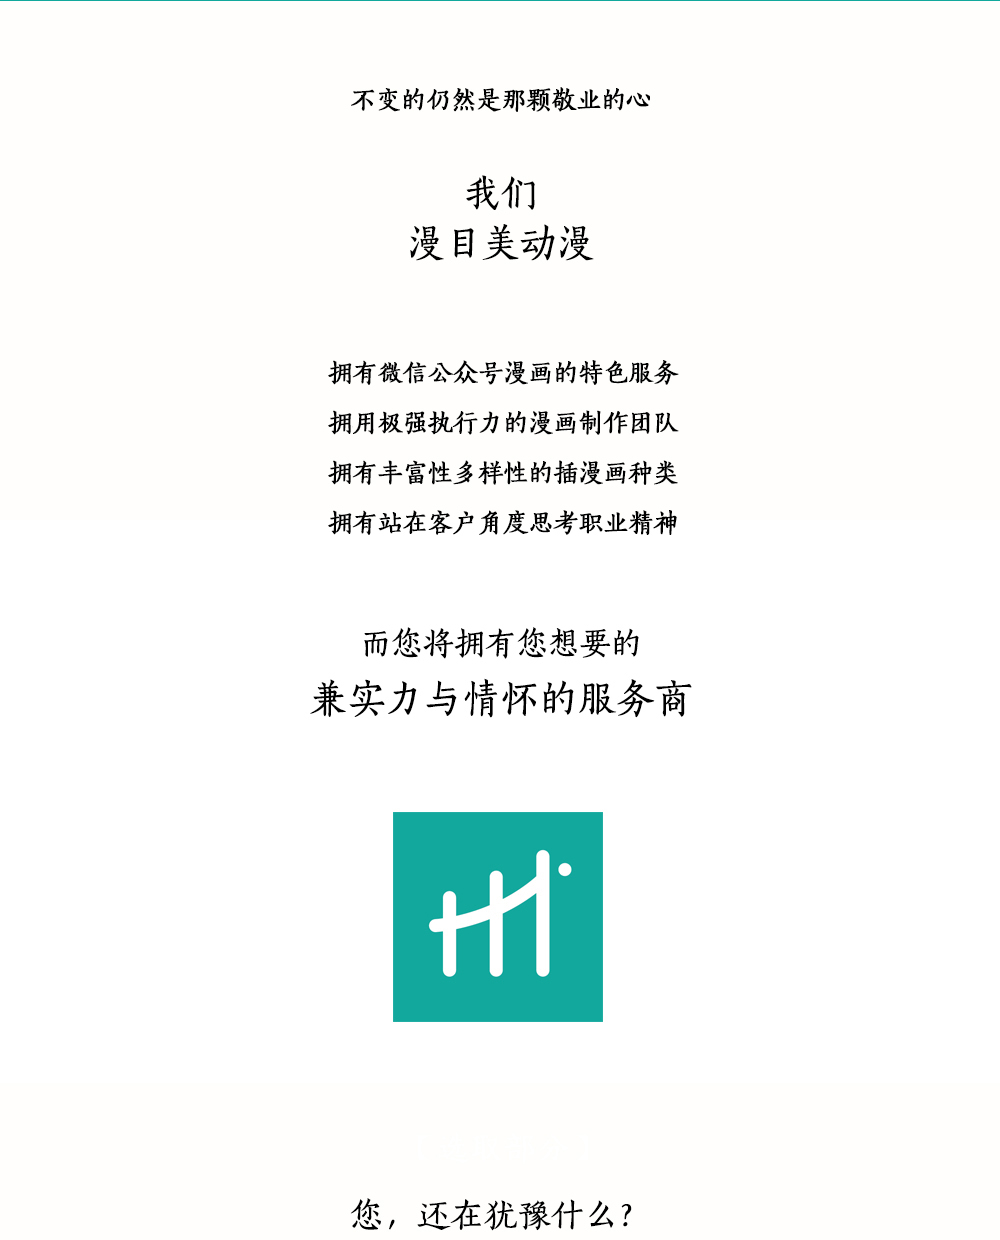 不变的仍然是那颗敬业的心
我们
漫目美动漫
拥有微信公众号漫画的特色服务
拥用极强执行力的漫画制作团队
拥有丰富性多样性的插漫画种类
拥有站在客户角度思考职业精神
而您将拥有您想要的
兼实力与情怀的服务商
您，还在犹豫什么？